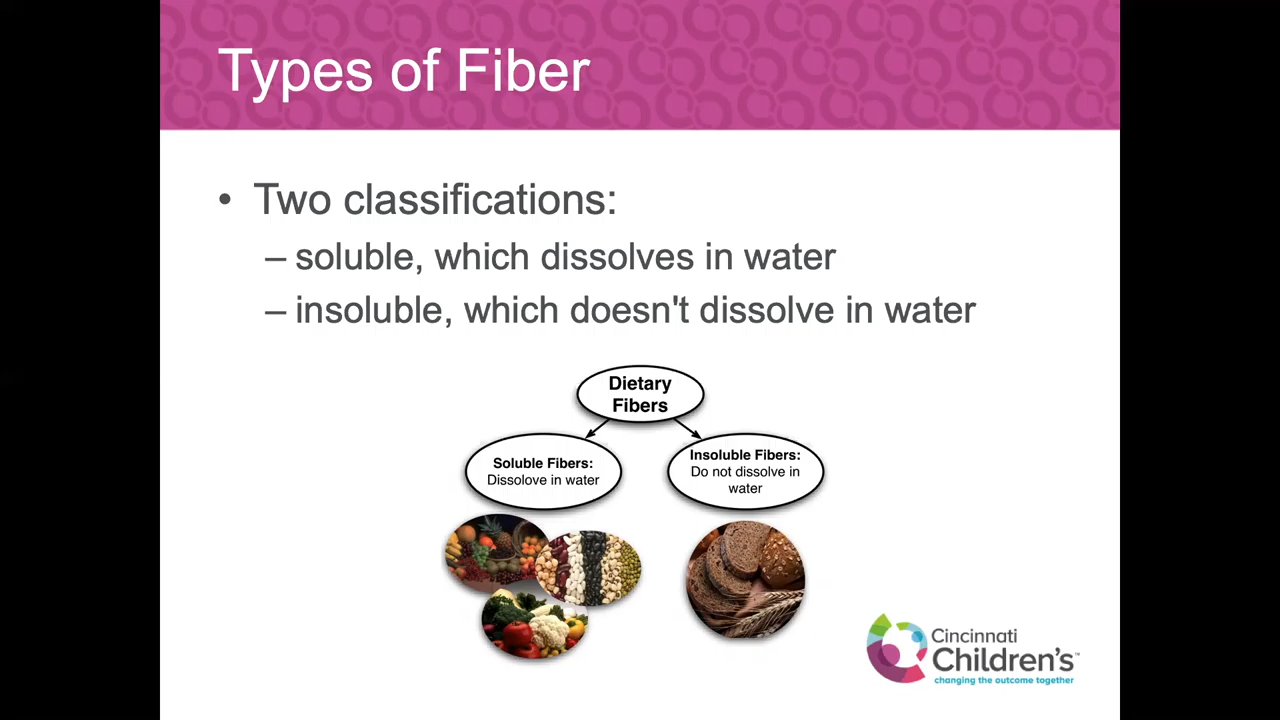 Types of Fiber
• Two classifications:
– soluble, which dissolves in water
– insoluble, which doesn't dissolve in water
Dietary
Fibers
Soluble Fibers:
Dissolove in water
Insoluble Fibers:
Do not dissolve in
water
Cincinnati
Children's™
changing the outcome together